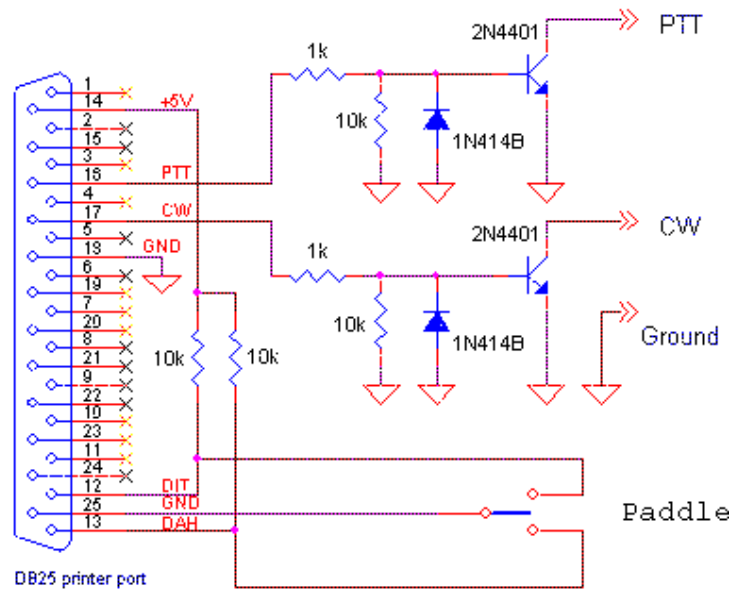 2N4401
PTT
1k
1
14
+5V
2
10k
15
1N414B
3
16
PTT
4
17
CW
2N4401
CW
5
1k
18
GND
6
19
7
10k
20
1N414B
Ground
8
10k
10k
21
9
22
10
23
11
24
12
DIT
25
GND
Paddle
13
DAH
DB25 printer port